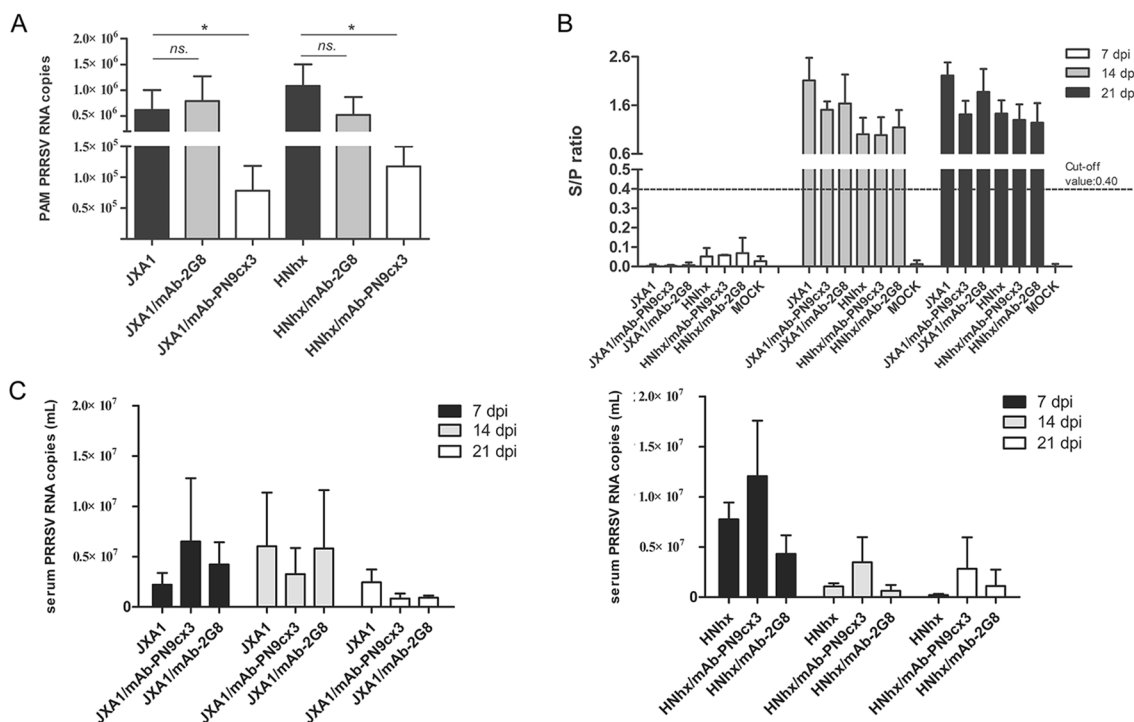 A
PAM PRRSV RNA copies
2.0× 10⁶
1.5× 10⁶
1.0× 10⁶
0.5× 10⁶
1.5× 10⁵
1.0× 10⁵
0.5× 10⁵
*
*
ns.
ns.
JXA1
JXA1/mAb-2G8
JXA1/mAb-PN9cx3
HNhx
HNhx/mAb-2G8
HNhx/mAb-PN9cx3
B
S/P ratio
2.6
1.6
0.6
0.5
0.4
0.3
0.2
0.1
0.0
7 dpi
14 dpi
21 dp
Cut-off
value:0.40
JXA1
JXA1/mAb-PN9cx3
JXA1/mAb-2G8
HNhx
HNhx/mAb-PN9cx3
HNhx/mAb-2G8
MOCK
JXA1
JXA1/mAb-PN9cx3
JXA1/mAb-2G8
HNhx
HNhx/mAb-PN9cx3
HNhx/mAb-2G8
MOCK
JXA1
JXA1/mAb-PN9cx3
JXA1/mAb-2G8
HNhx
HNhx/mAb-PN9cx3
HNhx/mAb-2G8
MOCK
C
serum PRRSV RNA copies (mL)
2.0× 10⁷
1.5× 10⁷
1.0× 10⁷
0.5× 10⁷
0
7 dpi
14 dpi
21 dpi
JXA1
JXA1/mAb-PN9cx3
JXA1/mAb-2G8
JXA1
JXA1/mAb-PN9cx3
JXA1/mAb-2G8
JXA1
JXA1/mAb-PN9cx3
JXA1/mAb-2G8
serum PRRSV RNA copies (mL)
2.0× 10⁷
1.5× 10⁷
1.0× 10⁷
0.5× 10⁷
0
7 dpi
14 dpi
21 dpi
HNhx
HNhx/mAb-PN9cx3
HNhx/mAb-2G8
HNhx
HNhx/mAb-PN9cx3
HNhx/mAb-2G8
HNhx
HNhx/mAb-PN9cx3
HNhx/mAb-2G8